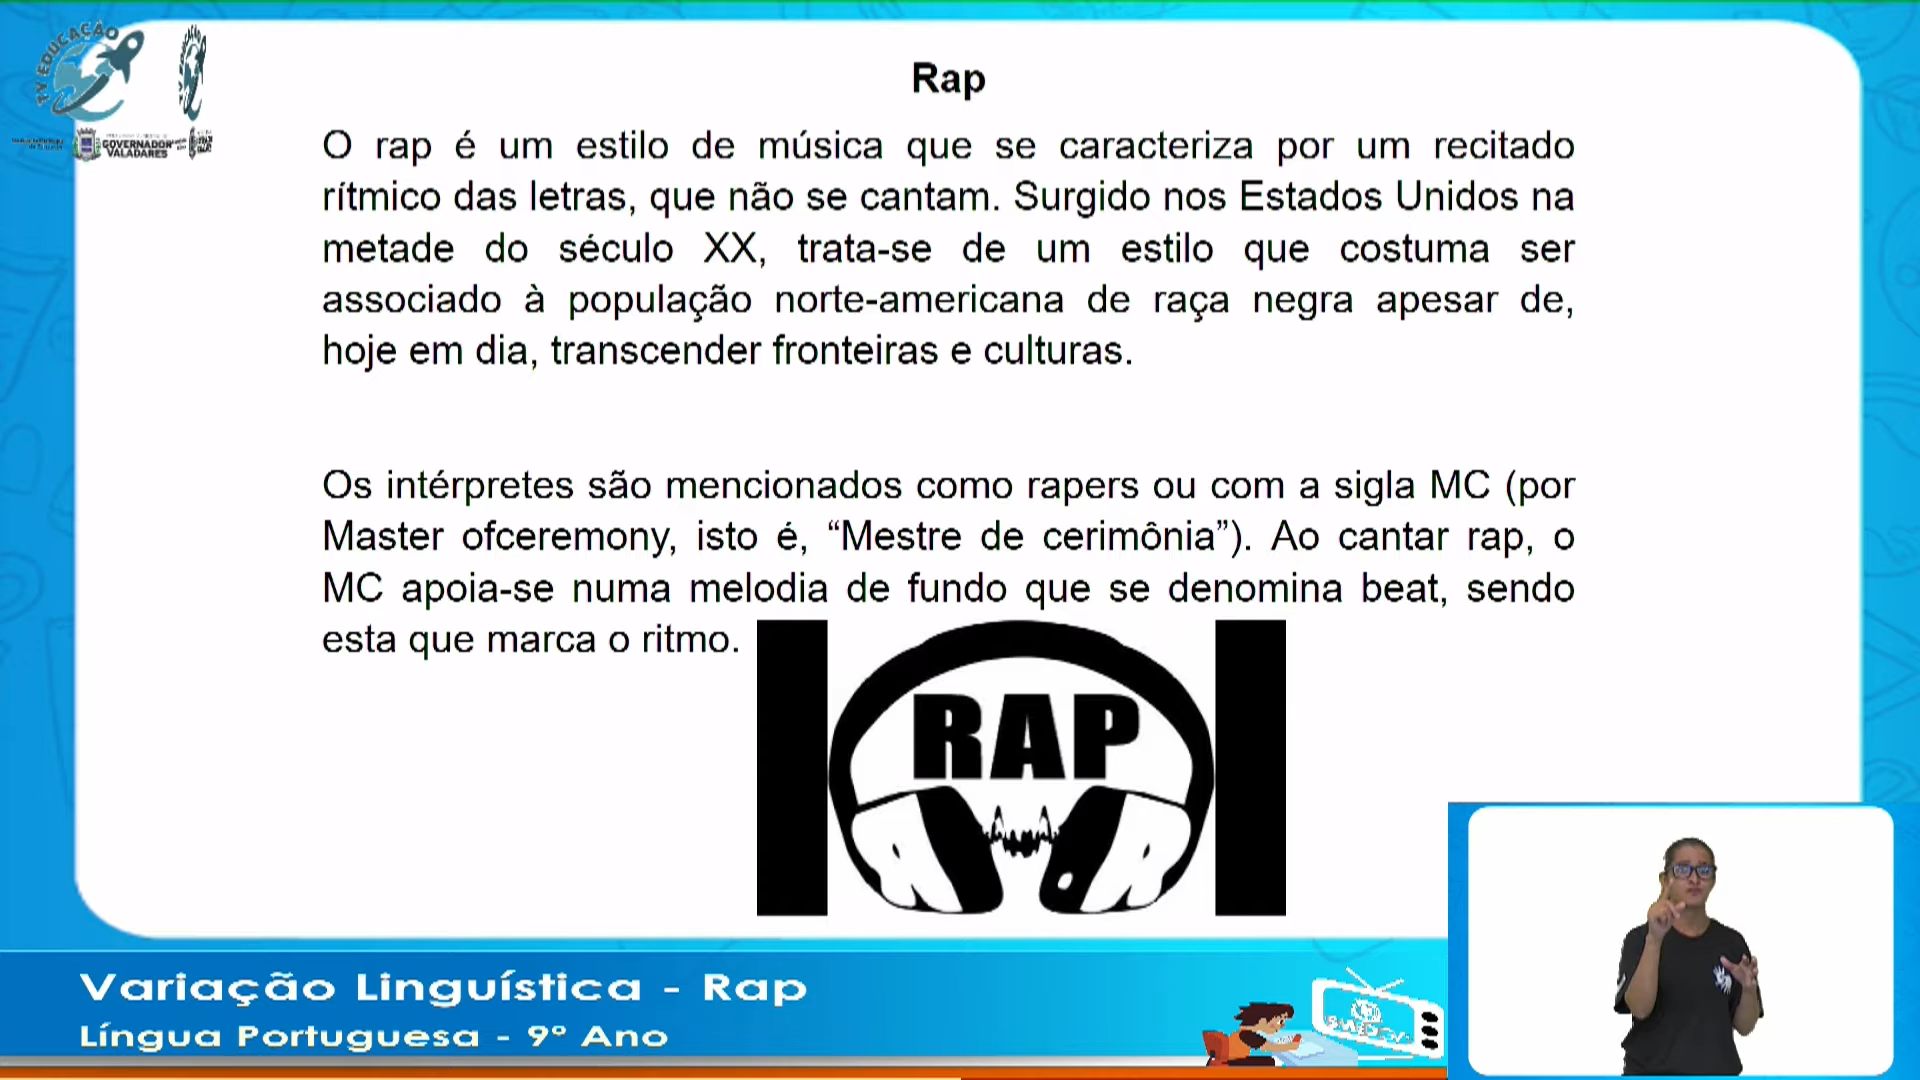 TV EDUCAÇÃO
GOVERNADOR
VALADARES
Rap
O rap é um estilo de música que se caracteriza por um recitado
rítmico das letras, que não se cantam. Surgido nos Estados Unidos na
metade do século XX, trata-se de um estilo que costuma ser
associado à população norte-americana de raça negra apesar de,
hoje em dia, transcender fronteiras e culturas.
Os intérpretes são mencionados como rapers ou com a sigla MC (por
Master ofceremony, isto é, “Mestre de cerimônia”). Ao cantar rap, o
MC apoia-se numa melodia de fundo que se denomina beat, sendo
esta que marca o ritmo.
RAP
Variação Linguística - Rap
Língua Portuguesa - 9º Ano